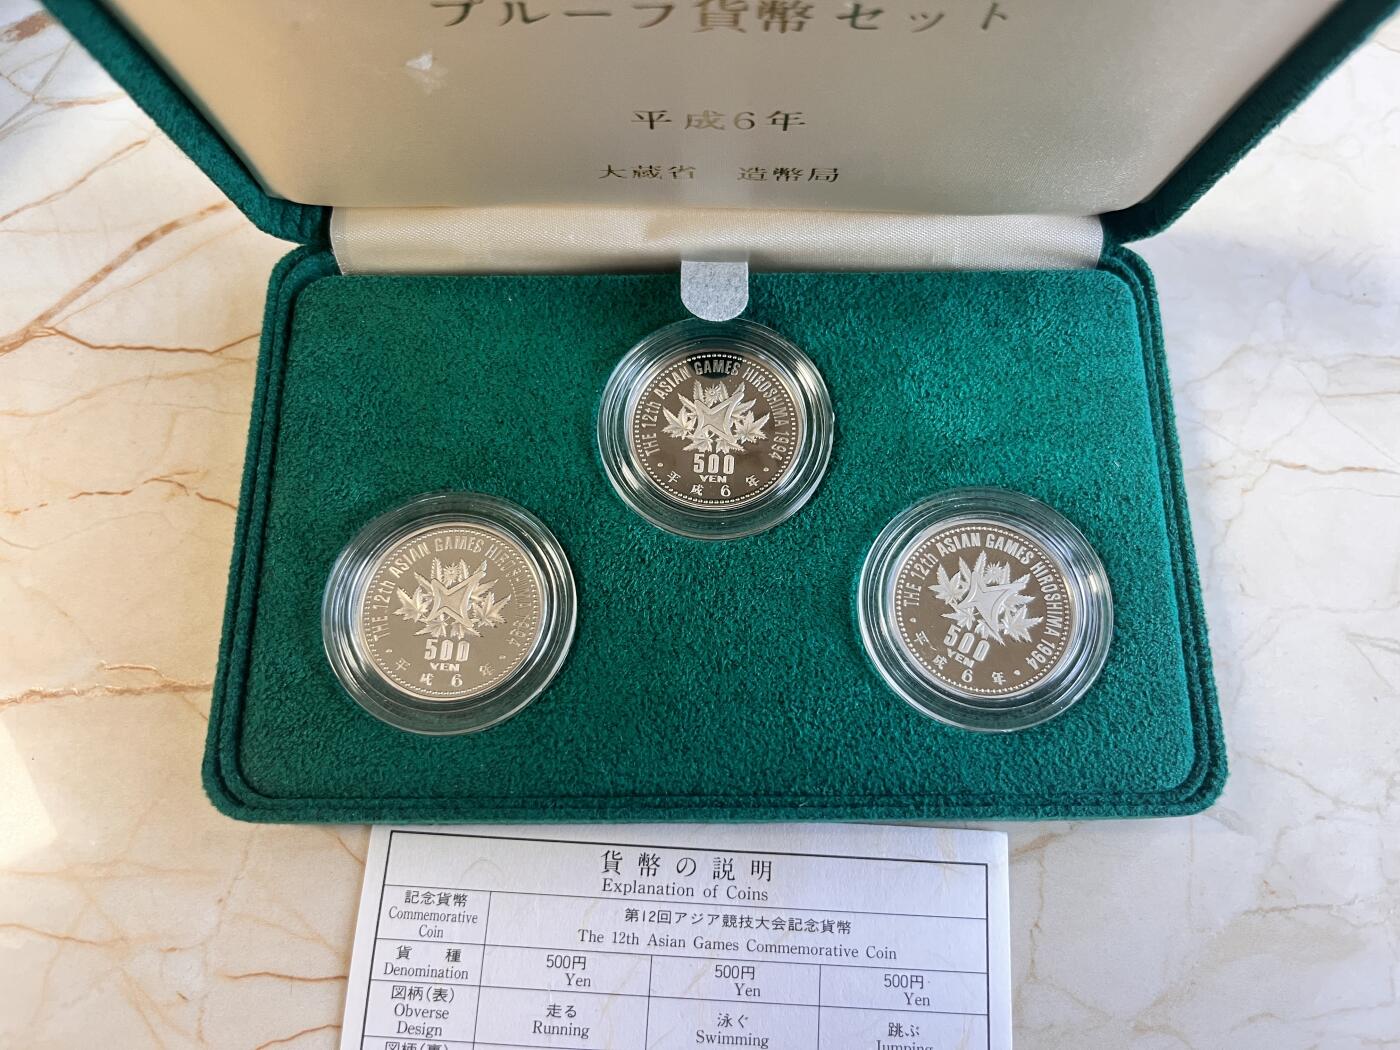 プルーフ貨幣セット
平成6年
大蔵省 造幣局
THE 12th ASIAN GAMES HIROSHIMA 1994
500
YEN
平成6年
THE 12th ASIAN GAMES HIROSHIMA 1994
500
YEN
平成6年
THE 12th ASIAN GAMES HIROSHIMA 1994
500
YEN
平成6年
貨幣の説明
Explanation of Coins
記念貨幣
Commemorative
Coin
第12回アジア競技大会記念貨幣
The 12th Asian Games Commemorative Coin
貨種
Denomination
500円
Yen
500円
Yen
500円
Yen
図柄(表)
Obverse
Design
走る
Running
泳ぐ
Swimming
跳ぶ
Jumping
図柄(裏)